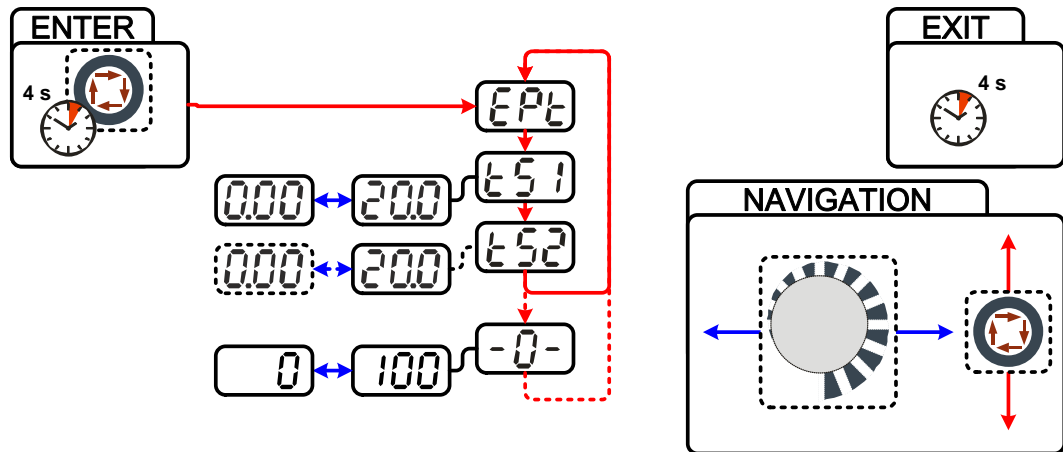 ENTER
4 s
EXIT
4 s
EPt
0.00 20.0 tS1
0.00 20.0 tS2
0 100 -0-
NAVIGATION